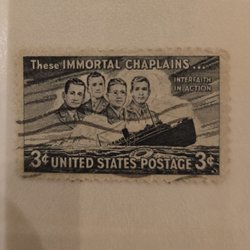 These IMMORTAL CHAPLAINS...
INTERFAITH
IN ACTION
3¢ UNITED STATES POSTAGE 3¢